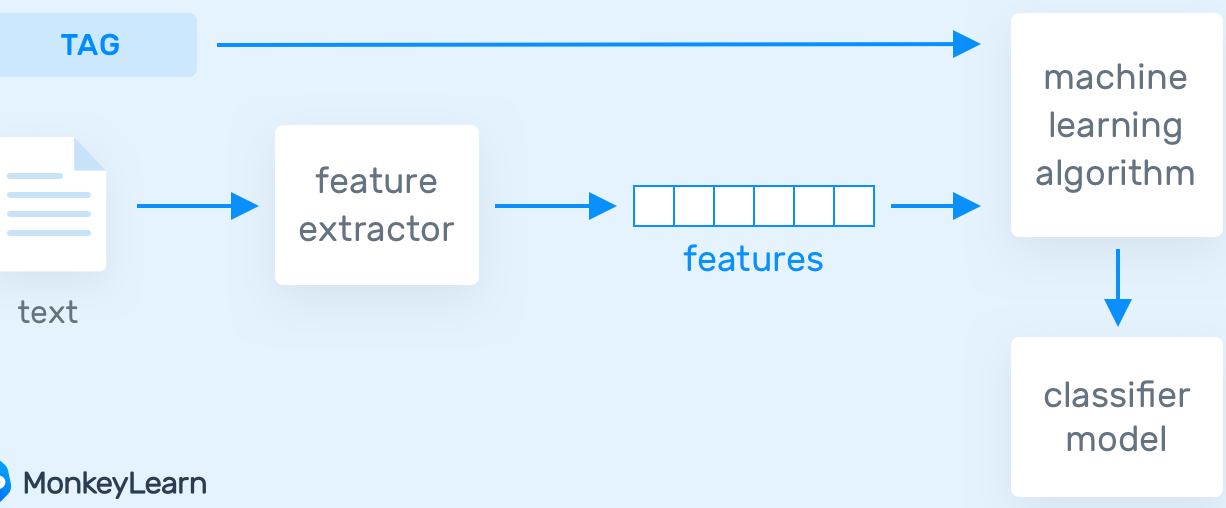 TAG
machine
learning
algorithm
feature
extractor
features
text
classifier
model
MonkeyLearn